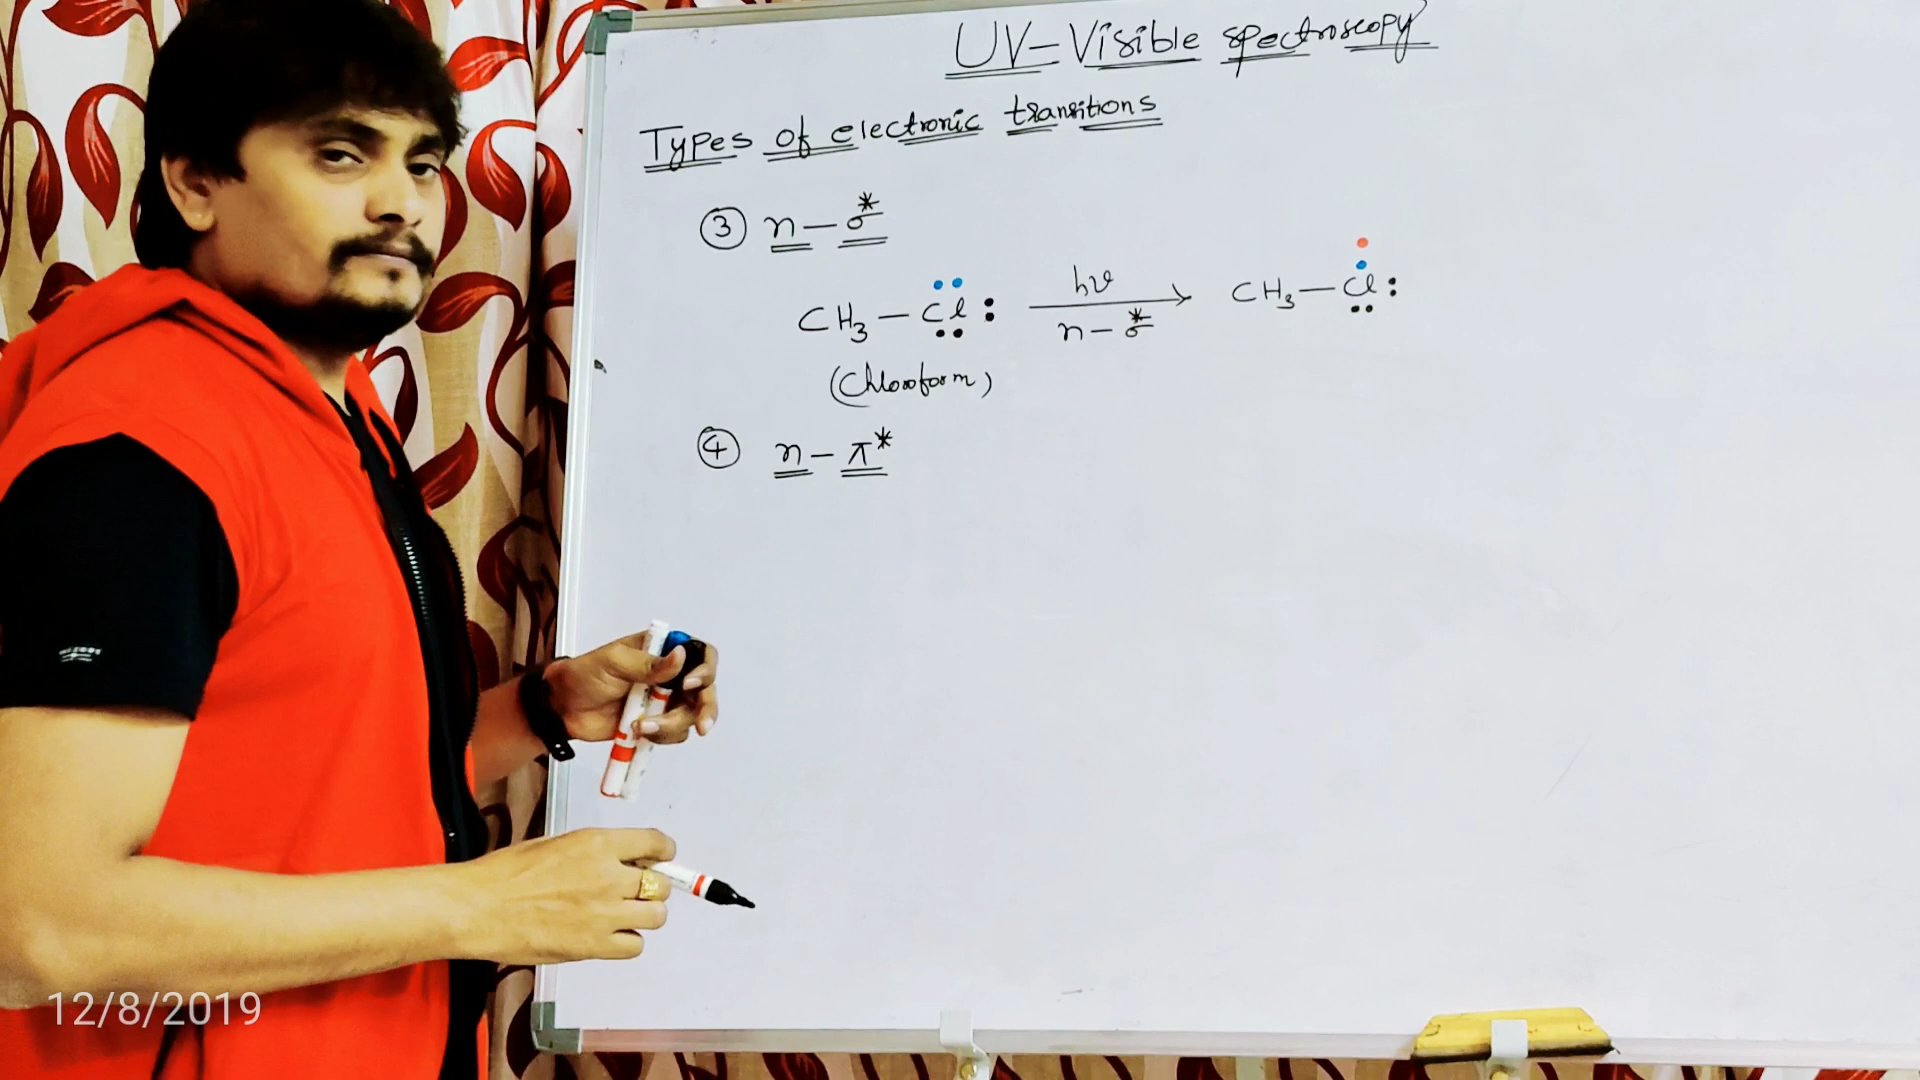 UV-Visible spectroscopy
Types of electronic transitions
③ n-σ*
CH₃-Cl: hν n-σ* CH₃-Cl:
(Chloroform)
④ n-π*
12/8/2019